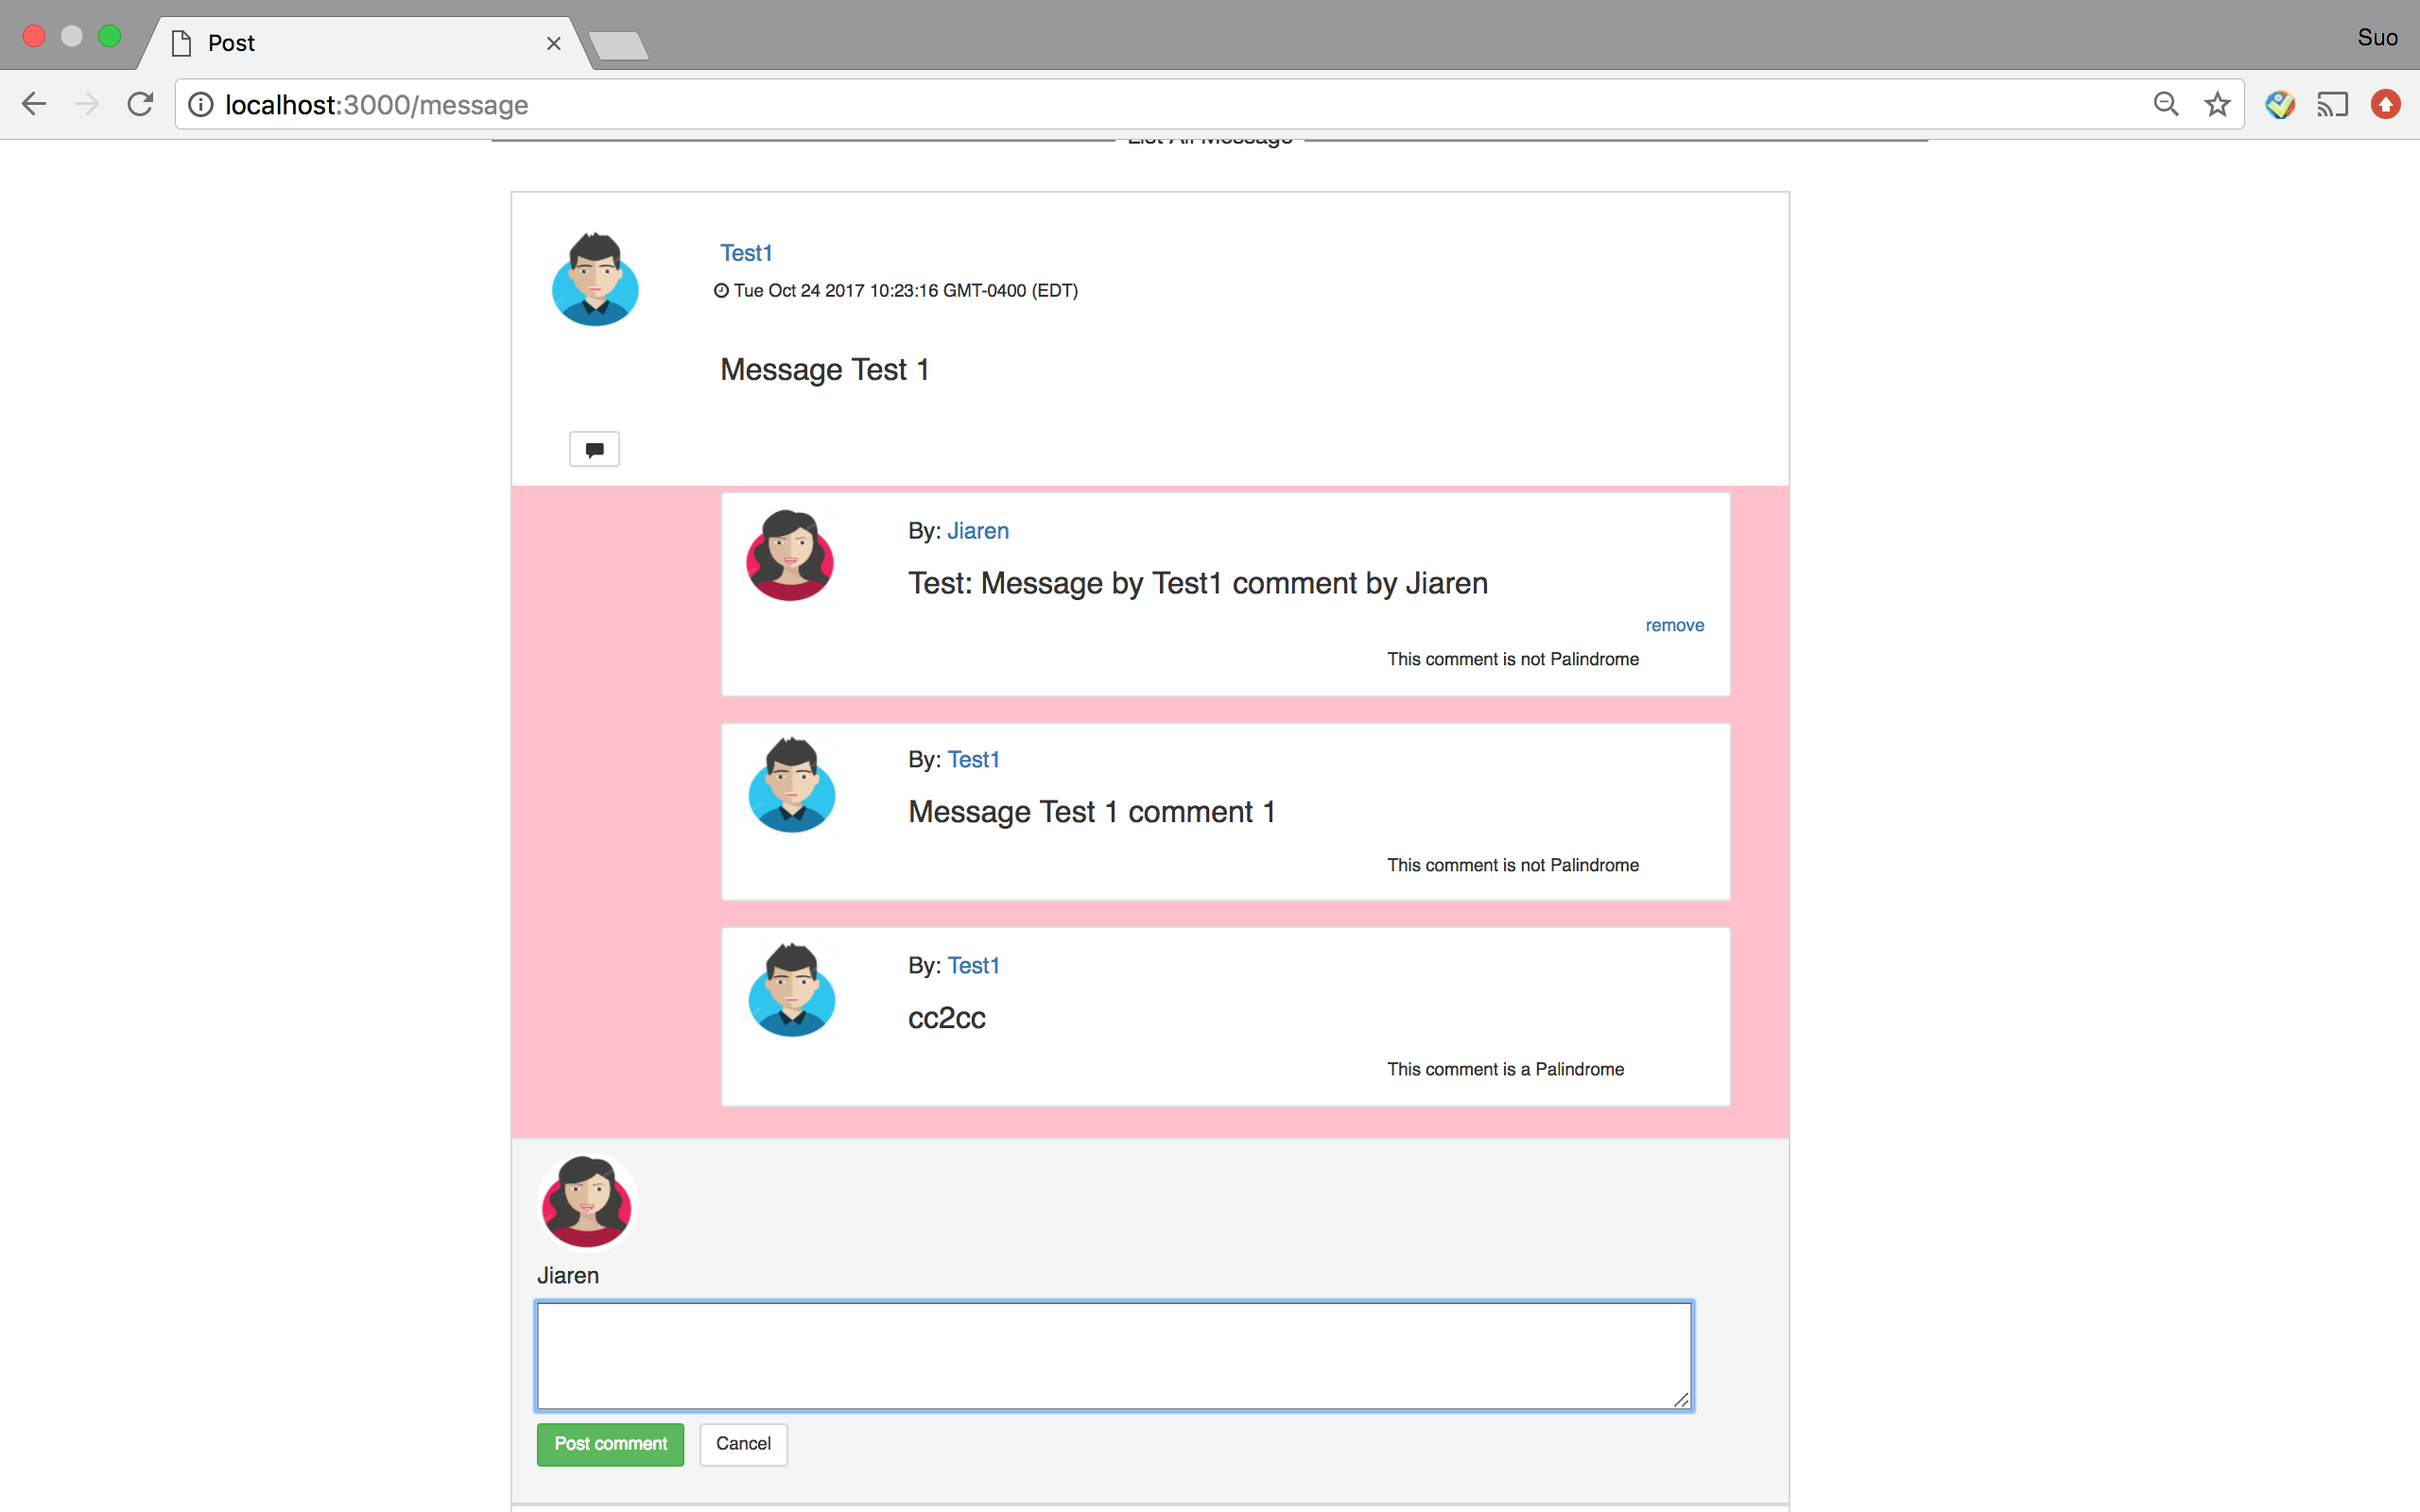 Post
Suo
localhost:3000/message
List All Message
Test1
Tue Oct 24 2017 10:23:16 GMT-0400 (EDT)
Message Test 1
By: Jiaren
Test: Message by Test1 comment by Jiaren
remove
This comment is not Palindrome
By: Test1
Message Test 1 comment 1
This comment is not Palindrome
By: Test1
cc2cc
This comment is a Palindrome
Jiaren
Post comment
Cancel